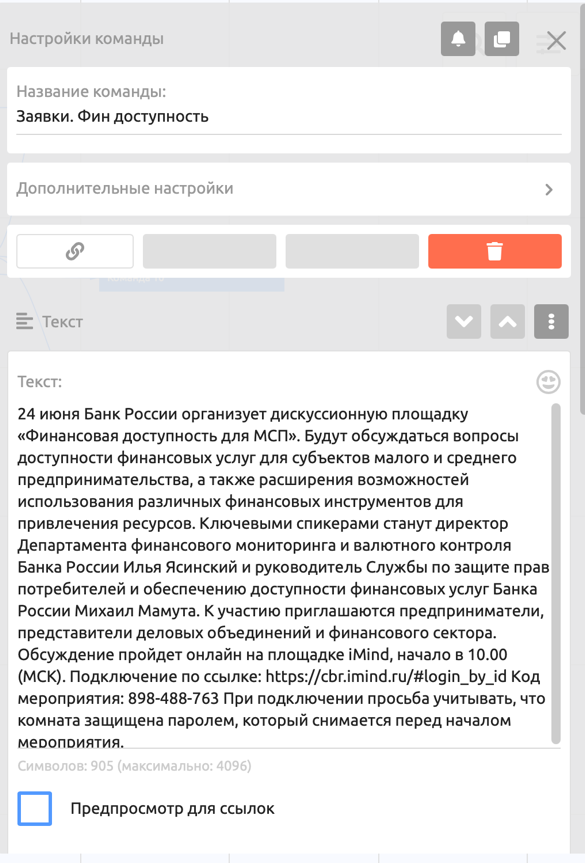 Настройки команды
Название команды:
Заявки. Фин доступность
Дополнительные настройки
Текст
Текст:
24 июня Банк России организует дискуссионную площадку
«Финансовая доступность для МСП». Будут обсуждаться вопросы
доступности финансовых услуг для субъектов малого и среднего
предпринимательства, а также расширения возможностей
использования различных финансовых инструментов для
привлечения ресурсов. Ключевыми спикерами станут директор
Департамента финансового мониторинга и валютного контроля
Банка России Илья Ясинский и руководитель Службы по защите прав
потребителей и обеспечению доступности финансовых услуг Банка
России Михаил Мамута. К участию приглашаются предприниматели,
представители деловых объединений и финансового сектора.
Обсуждение пройдет онлайн на площадке iMind, начало в 10.00
(МСК). Подключение по ссылке: https://cbr.imind.ru/#login_by_id Код
мероприятия: 898-488-763 При подключении просьба учитывать, что
комната защищена паролем, который снимается перед началом
мероприятия.
Символов: 905 (максимально: 4096)
Предпросмотр для ссылок